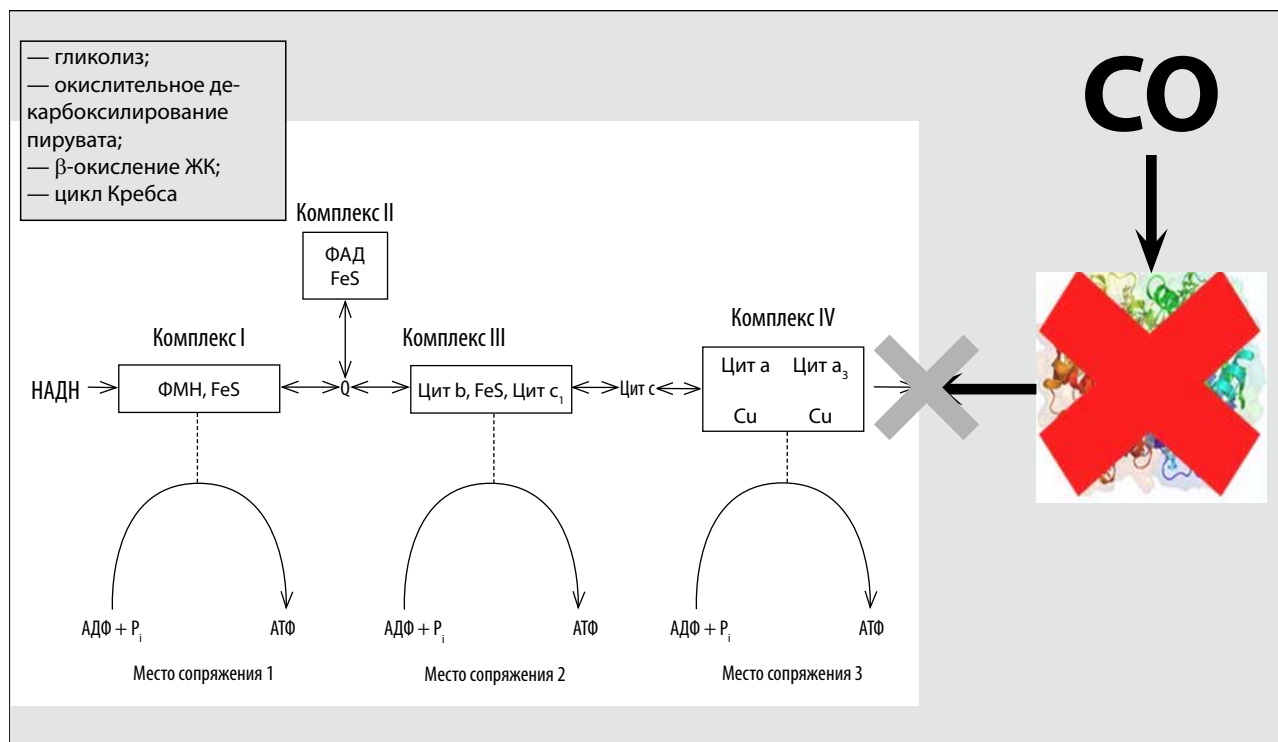 — гликолиз;
— окислительное де-
карбоксилирование
пирувата;
— β-окисление ЖК;
— цикл Кребса
CO
Комплекс II
ФАД
FeS
Комплекс I
Комплекс III
Комплекс IV
НАДН
ФМН, FeS
Q
Цит b, FeS, Цит c₁
Цит c
Цит a Цит a₃
Cu Cu
АДФ + Pᵢ АТФ
АДФ + Pᵢ АТФ
АДФ + Pᵢ АТФ
Место сопряжения 1
Место сопряжения 2
Место сопряжения 3